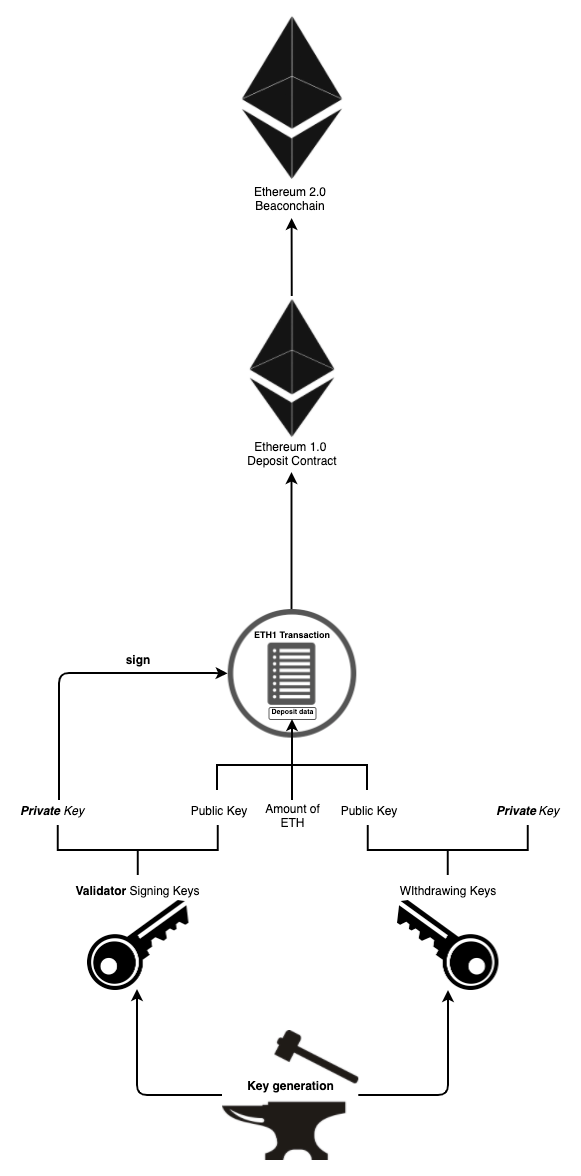 Ethereum 2.0
Beaconchain
Ethereum 1.0
Deposit Contract
ETH1 Transaction
sign
Deposit data
Private Key
Public Key
Amount of
ETH
Public Key
Private Key
Validator Signing Keys
WIthdrawing Keys
Key generation